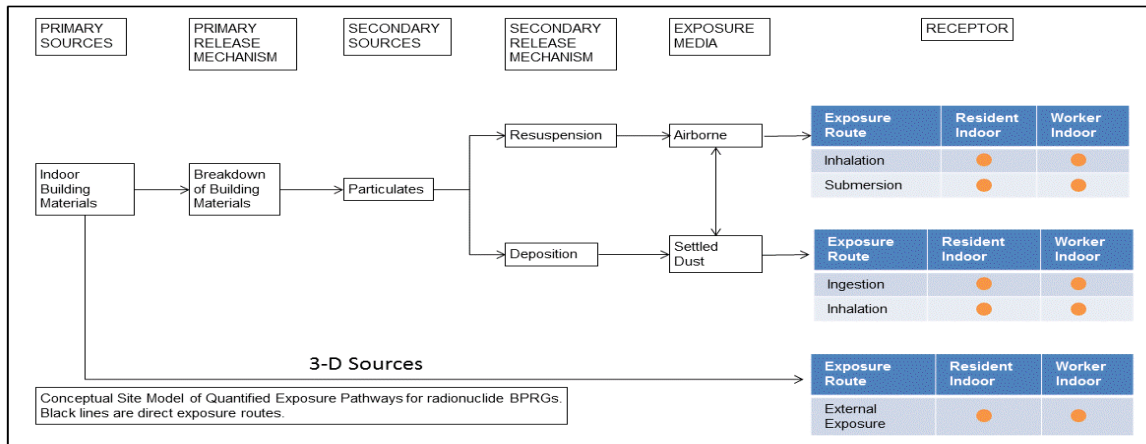 PRIMARY
SOURCES
PRIMARY
RELEASE
MECHANISM
SECONDARY
SOURCES
SECONDARY
RELEASE
MECHANISM
EXPOSURE
MEDIA
RECEPTOR
Indoor
Building
Materials
Breakdown
of Building
Materials
Particulates
Resuspension
Airborne
Deposition
Settled
Dust
Exposure Route
Resident Indoor
Worker Indoor
Inhalation
Submersion
Exposure Route
Resident Indoor
Worker Indoor
Ingestion
Inhalation
3-D Sources
Exposure Route
Resident Indoor
Worker Indoor
External
Exposure
Conceptual Site Model of Quantified Exposure Pathways for radionuclide BPRGs.
Black lines are direct exposure routes.